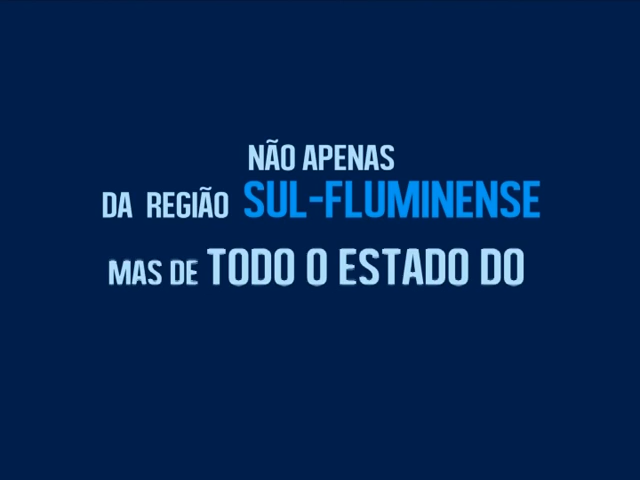 NÃO APENAS
DA REGIÃO SUL-FLUMINENSE
MAS DE TODO O ESTADO DO